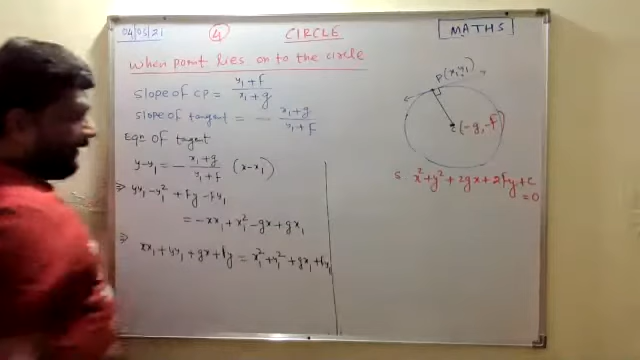 04/05/21 4 CIRCLE MATHS
when point lies on to the circle
slope of CP = (y₁ + f)/(x₁ + g)
slope of tangent = - (x₁ + g)/(y₁ + f)
Eqn of tangent
y-y₁ = - (x₁ + g)/(y₁ + f) (x-x₁)
⇒ yy₁ - y₁² + fy - fy₁
= -xx₁ + x₁² - gx + gx₁
⇒ xx₁ + yy₁ + gx + fy = x₁² + y₁² + gx₁ + fy₁
P(x₁, y₁)
C(-g, -f)
S: x² + y² + 2gx + 2fy + c
= 0